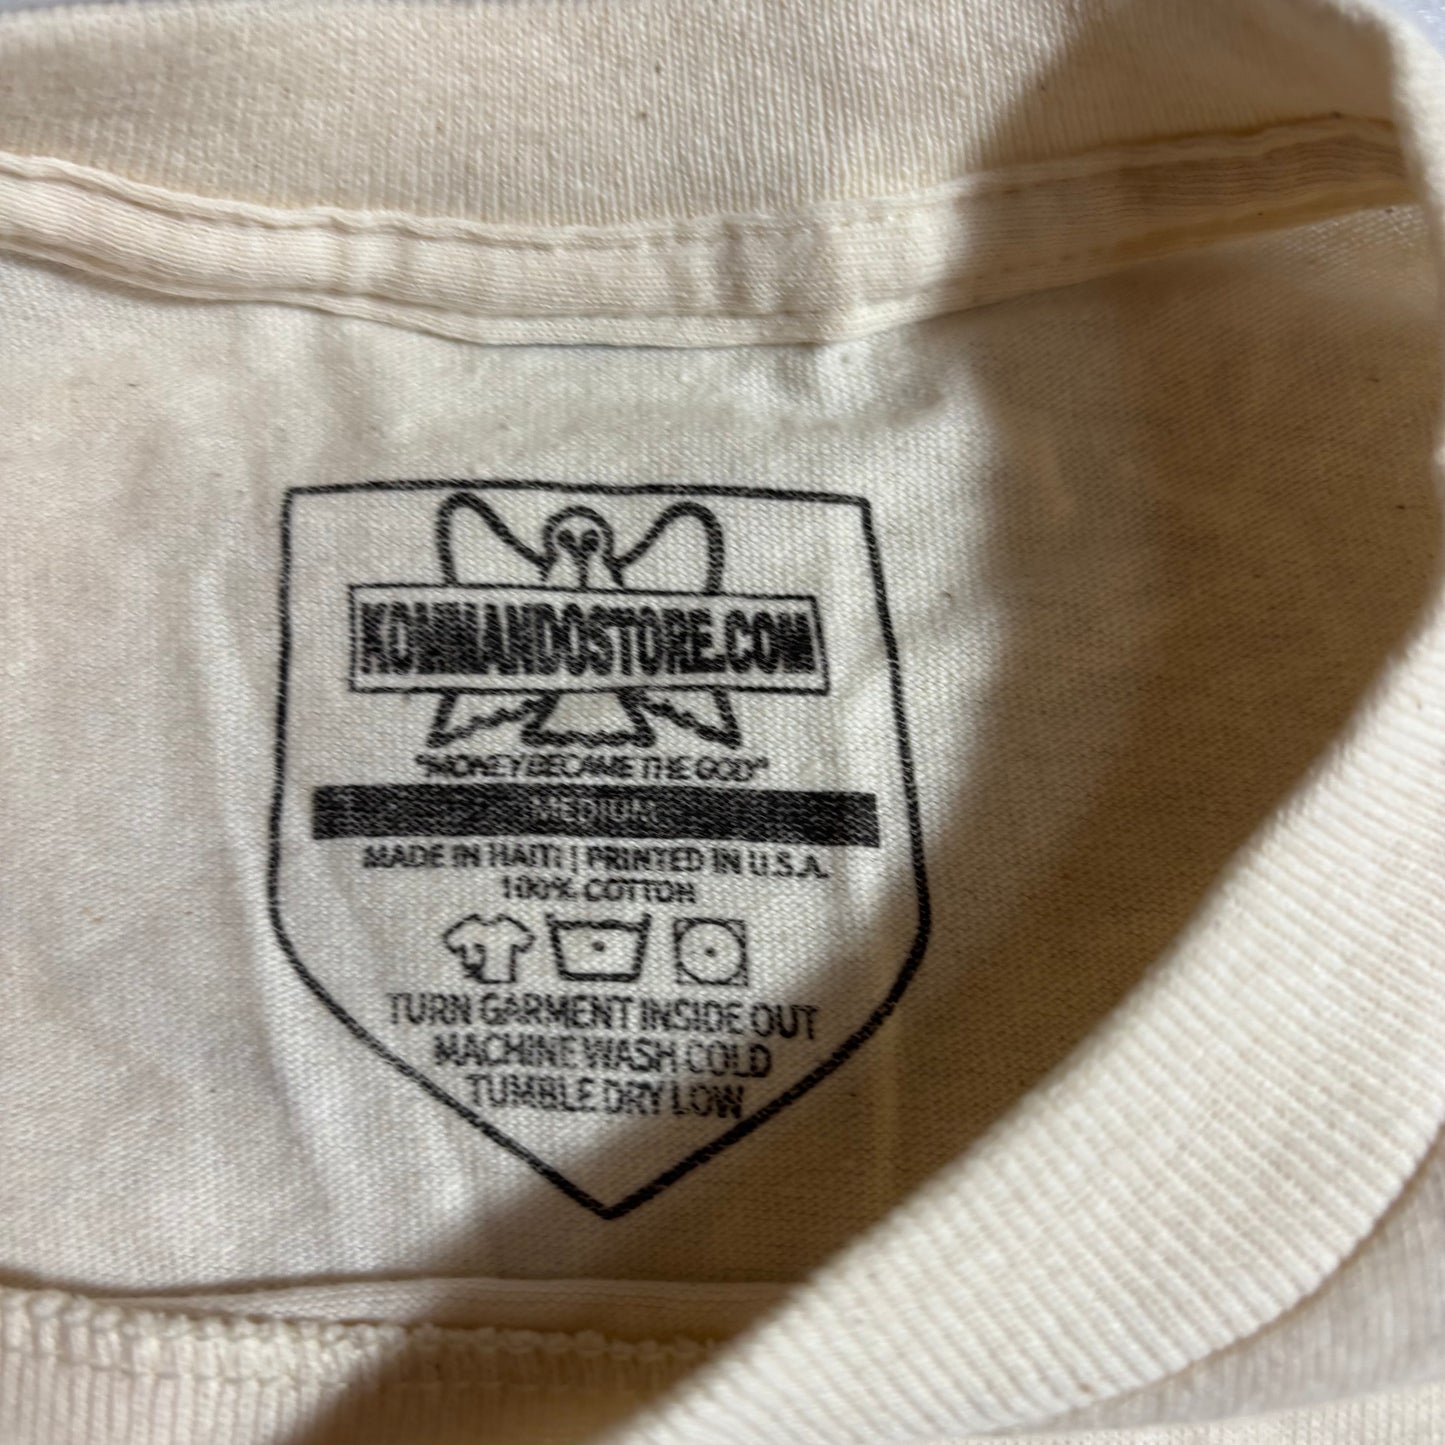 KOMMANDOSTORE.COM
"MONEY BECAME THE GOD"
MEDIUM
MADE IN HAITI | PRINTED IN U.S.A.
100% COTTON
TURN GARMENT INSIDE OUT
MACHINE WASH COLD
TUMBLE DRY LOW